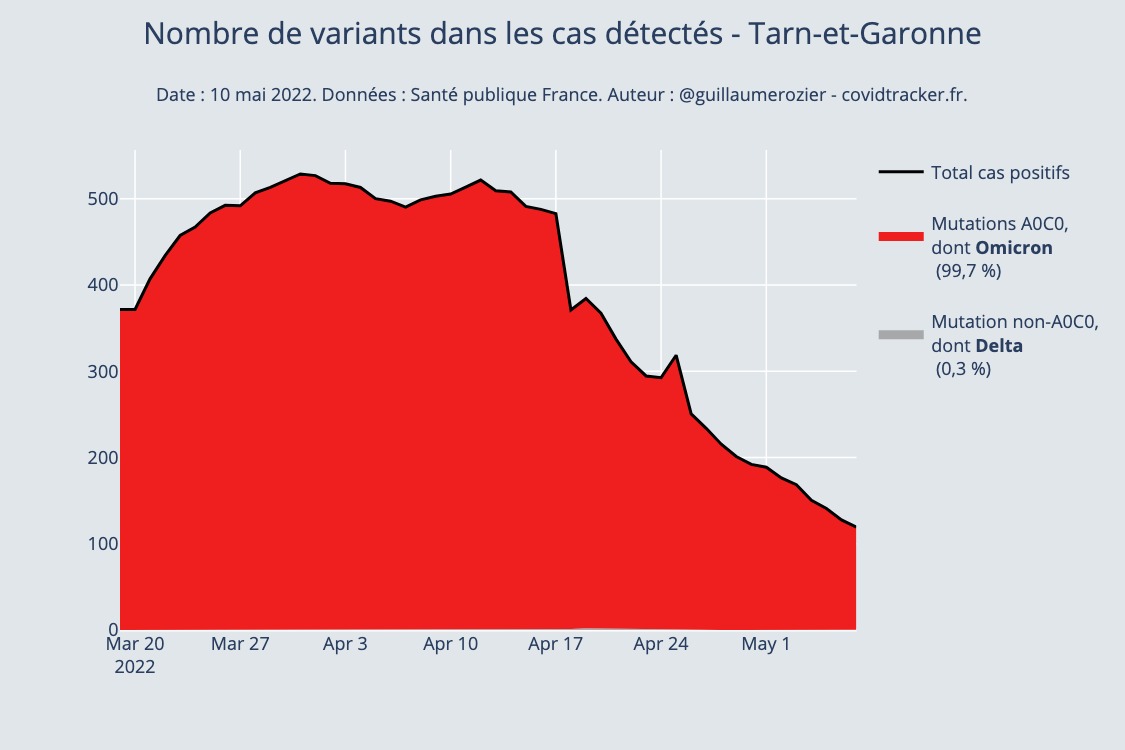 Nombre de variants dans les cas détectés - Tarn-et-Garonne
Date : 10 mai 2022. Données : Santé publique France. Auteur : @guillaumerozier - covidtracker.fr.
500
400
300
200
100
0
Mar 20
2022
Mar 27
Apr 3
Apr 10
Apr 17
Apr 24
May 1
Total cas positifs
Mutations A0C0,
dont Omicron
(99,7 %)
Mutation non-A0C0,
dont Delta
(0,3 %)